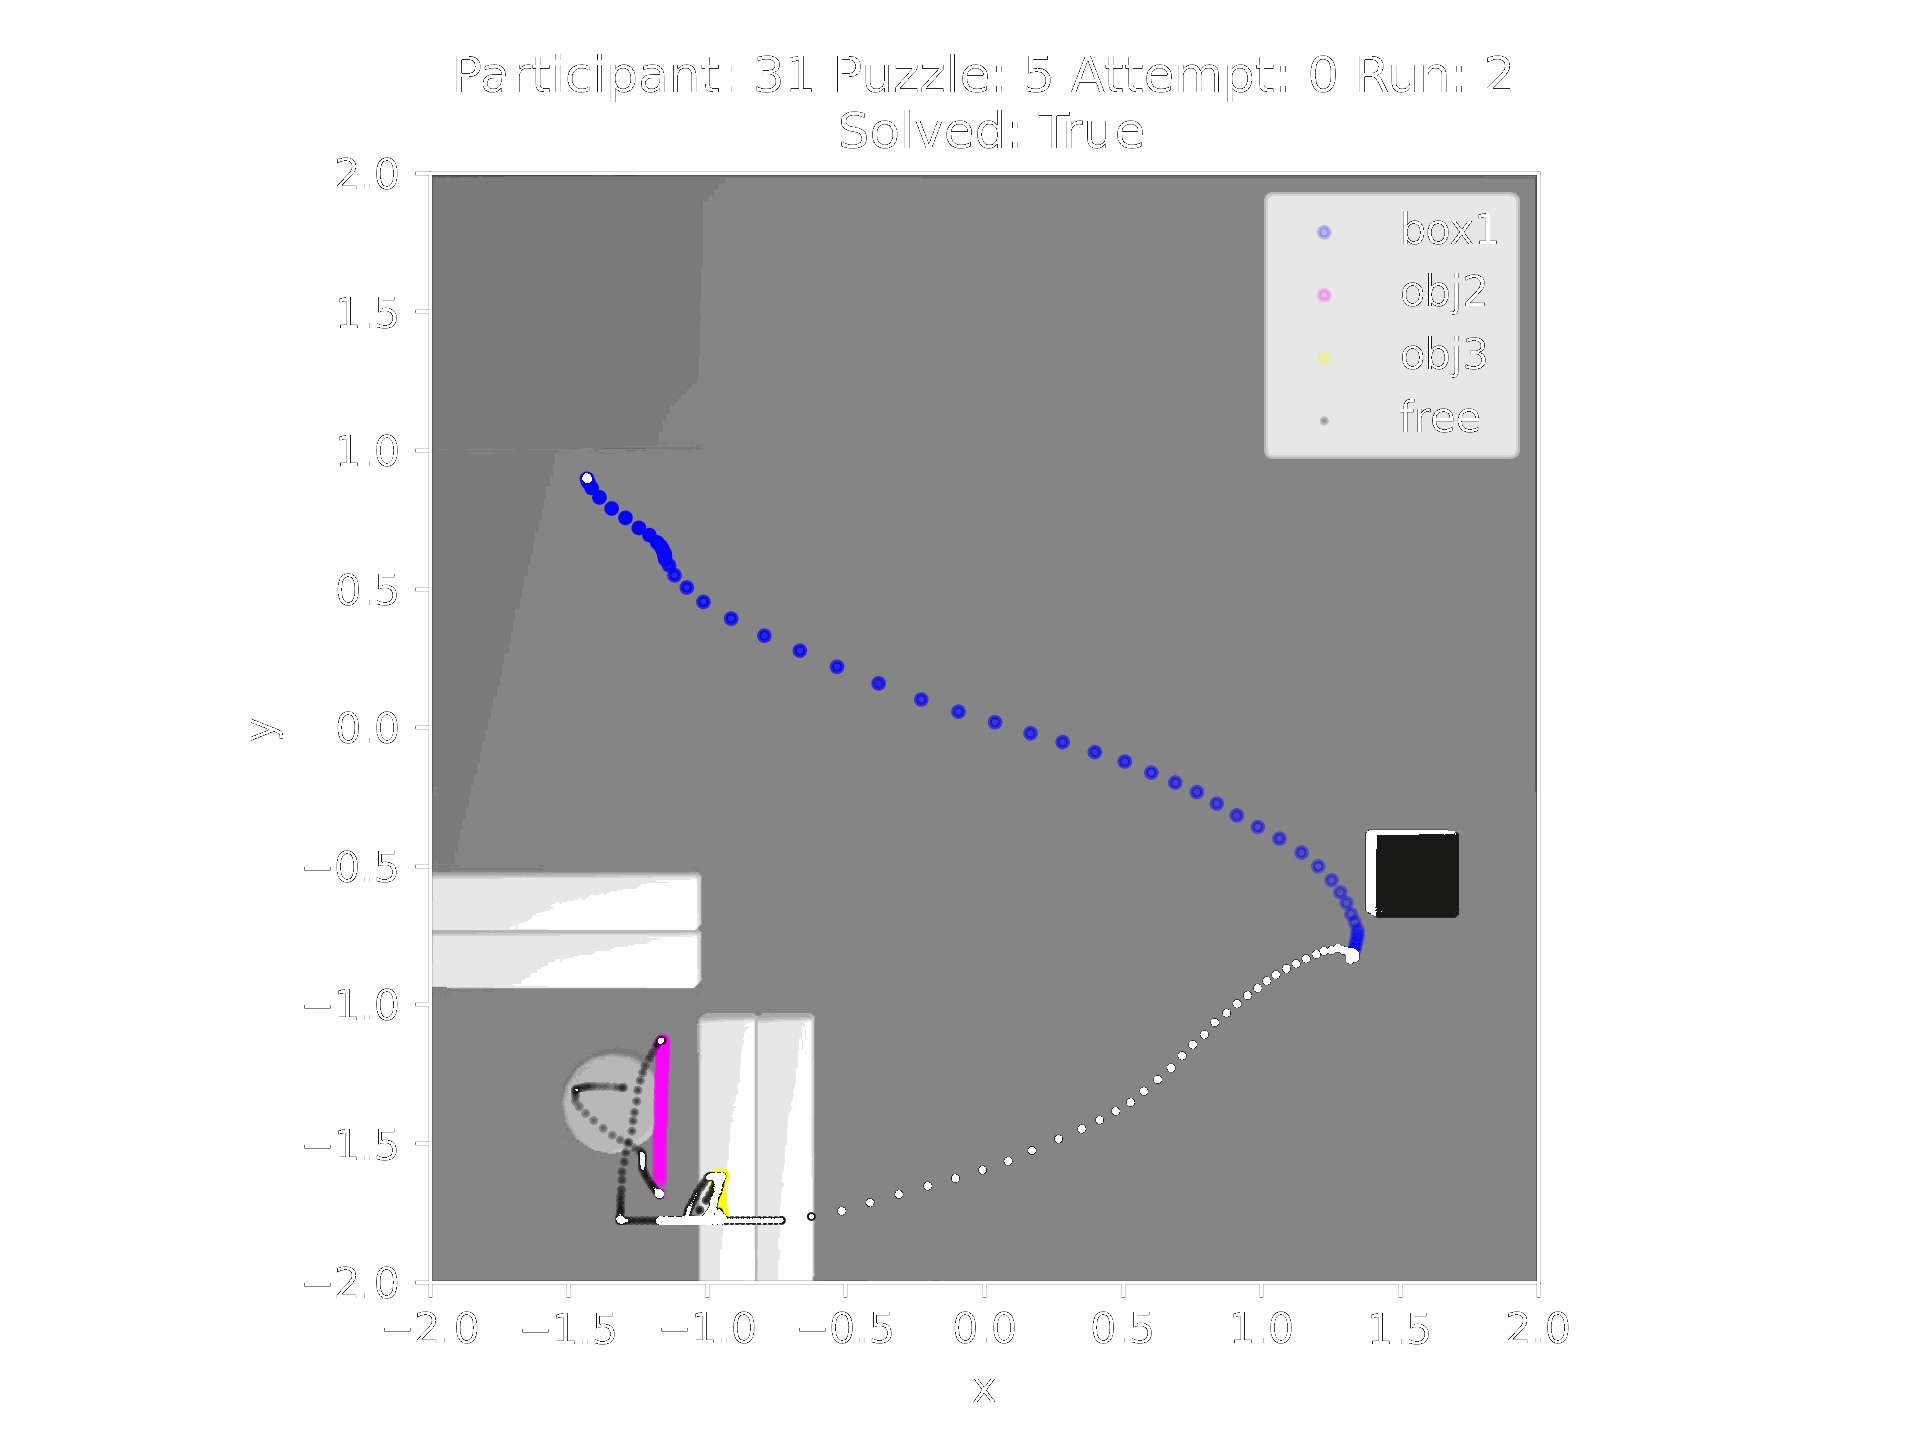 Participant: 31 Puzzle: 5 Attempt: 0 Run: 2
Solved: True
box1
obj2
obj3
free
2.0
1.5
1.0
0.5
0.0
−0.5
−1.0
−1.5
−2.0
y
−2.0 −1.5 −1.0 −0.5 0.0 0.5 1.0 1.5 2.0
x